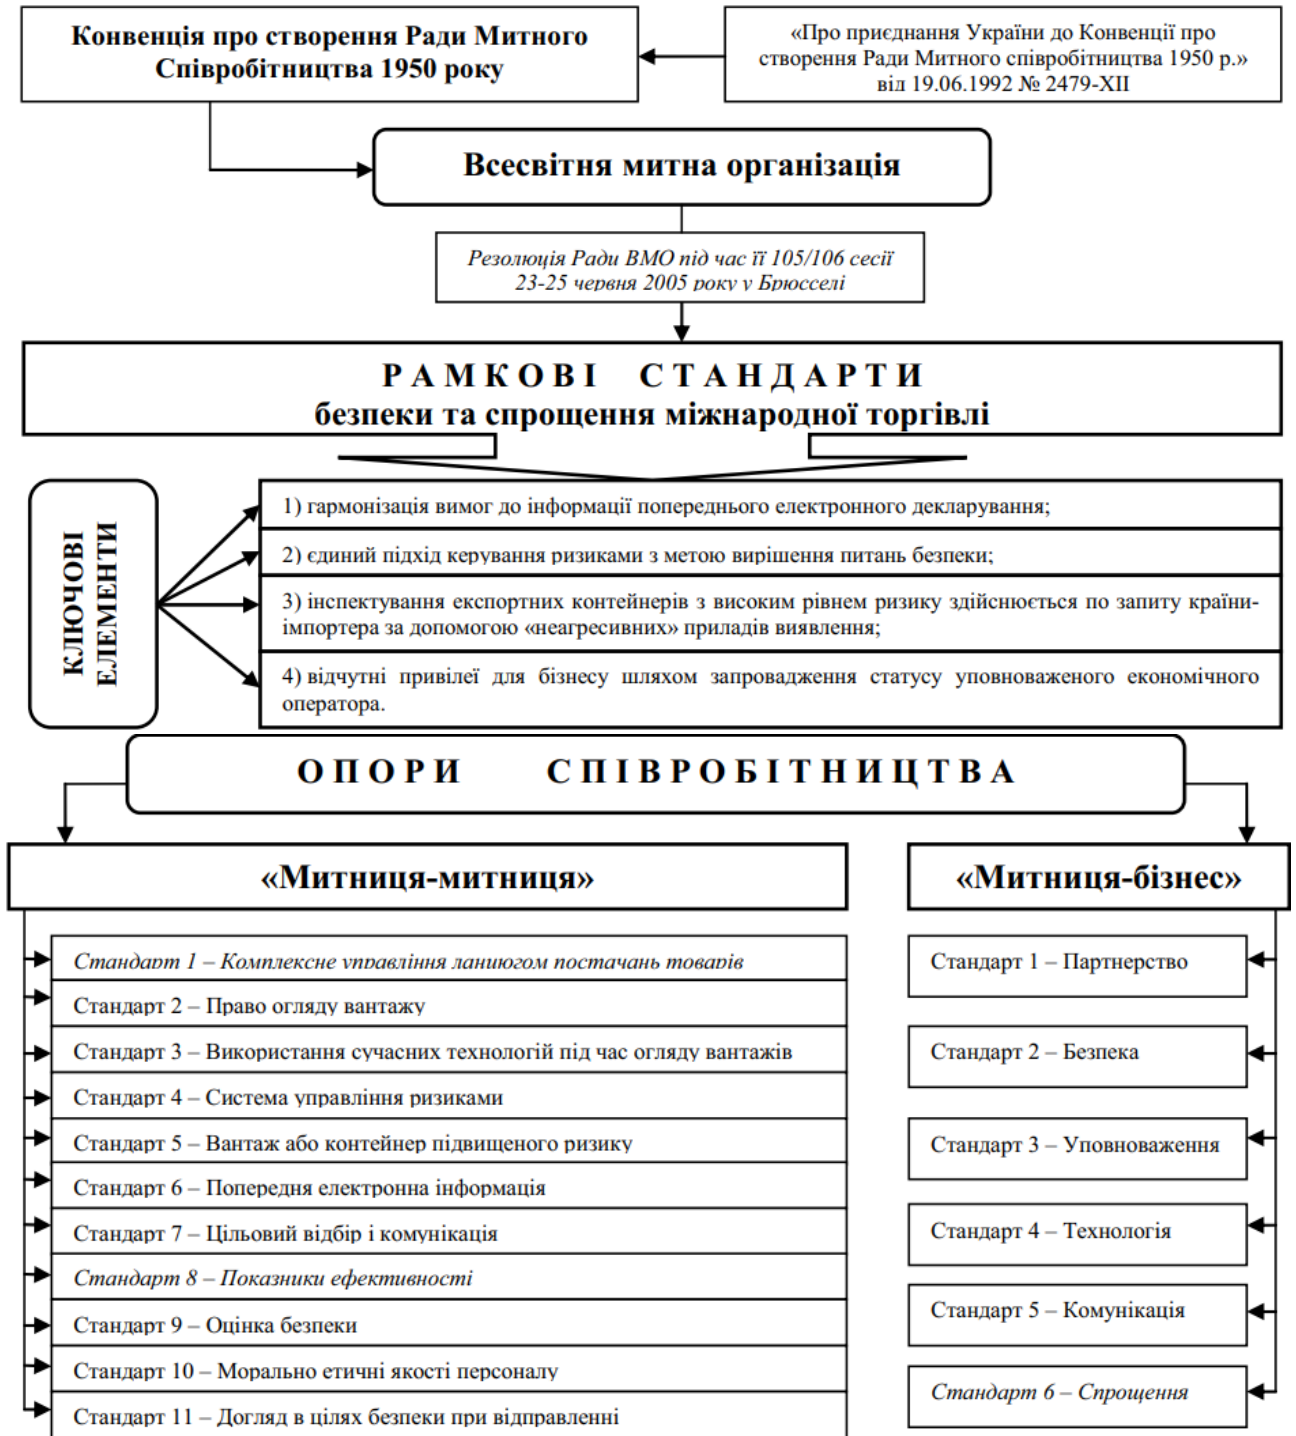 Конвенція про створення Ради Митного
Співробітництва 1950 року
«Про приєднання України до Конвенції про
створення Ради Митного співробітництва 1950 р.»
від 19.06.1992 № 2479-XII
Всесвітня митна організація
Резолюція Ради ВМО під час її 105/106 сесії
23-25 червня 2005 року у Брюсселі
РАМКОВІ СТАНДАРТИ
безпеки та спрощення міжнародної торгівлі
КЛЮЧОВІ
ЕЛЕМЕНТИ
1) гармонізація вимог до інформації попереднього електронного декларування;
2) єдиний підхід керування ризиками з метою вирішення питань безпеки;
3) інспектування експортних контейнерів з високим рівнем ризику здійснюється по запиту країни-
імпортера за допомогою «неагресивних» приладів виявлення;
4) відчутні привілеї для бізнесу шляхом запровадження статусу уповноваженого економічного
оператора.
ОПОРИ СПІВРОБІТНИЦТВА
«Митниця-митниця»
Стандарт 1 – Комплексне управління ланцюгом постачань товарів
Стандарт 2 – Право огляду вантажу
Стандарт 3 – Використання сучасних технологій під час огляду вантажів
Стандарт 4 – Система управління ризиками
Стандарт 5 – Вантаж або контейнер підвищеного ризику
Стандарт 6 – Попередня електронна інформація
Стандарт 7 – Цільовий відбір і комунікація
Стандарт 8 – Показники ефективності
Стандарт 9 – Оцінка безпеки
Стандарт 10 – Морально етичні якості персоналу
Стандарт 11 – Догляд в цілях безпеки при відправленні
«Митниця-бізнес»
Стандарт 1 – Партнерство
Стандарт 2 – Безпека
Стандарт 3 – Уповноваження
Стандарт 4 – Технологія
Стандарт 5 – Комунікація
Стандарт 6 – Спрощення